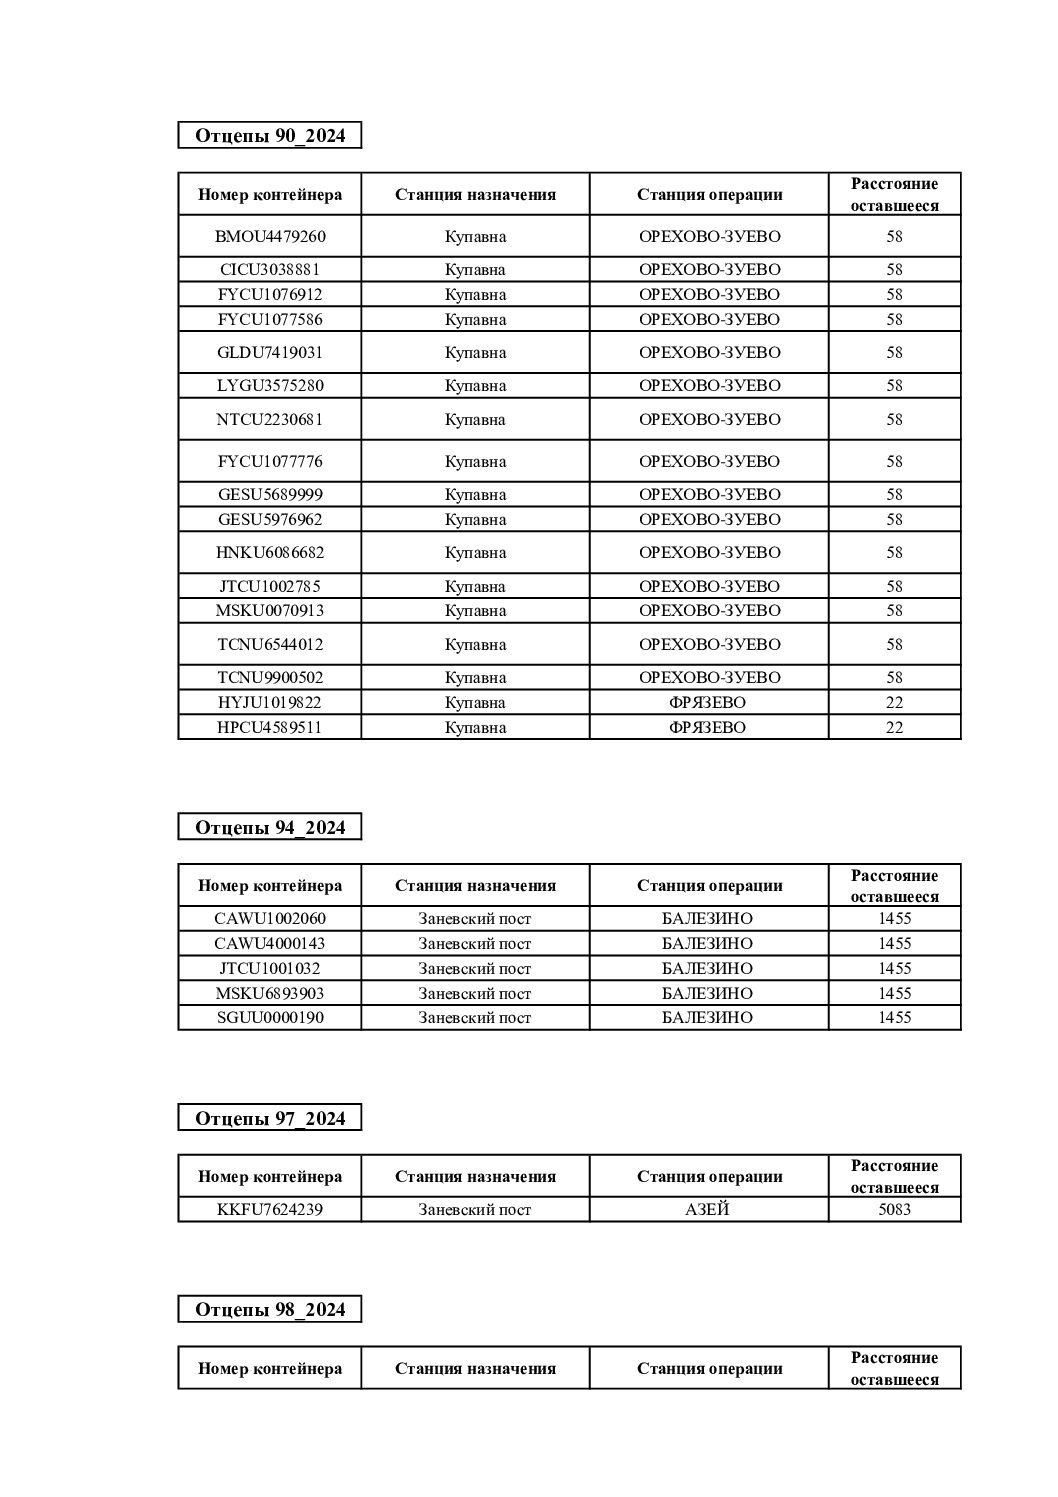 Отцепы 90_2024
Номер контейнера Станция назначения Станция операции Расстояние оставшееся
BMOU4479260 Купавна ОРЕХОВО-ЗУЕВО 58
CICU3038881 Купавна ОРЕХОВО-ЗУЕВО 58
FYCU1076912 Купавна ОРЕХОВО-ЗУЕВО 58
FYCU1077586 Купавна ОРЕХОВО-ЗУЕВО 58
GLDU7419031 Купавна ОРЕХОВО-ЗУЕВО 58
LYGU3575280 Купавна ОРЕХОВО-ЗУЕВО 58
NTCU2230681 Купавна ОРЕХОВО-ЗУЕВО 58
FYCU1077776 Купавна ОРЕХОВО-ЗУЕВО 58
GESU5689999 Купавна ОРЕХОВО-ЗУЕВО 58
GESU5976962 Купавна ОРЕХОВО-ЗУЕВО 58
HNKU6086682 Купавна ОРЕХОВО-ЗУЕВО 58
JTCU1002785 Купавна ОРЕХОВО-ЗУЕВО 58
MSKU0070913 Купавна ОРЕХОВО-ЗУЕВО 58
TCNU6544012 Купавна ОРЕХОВО-ЗУЕВО 58
TCNU9900502 Купавна ОРЕХОВО-ЗУЕВО 58
HYJU1019822 Купавна ФРЯЗЕВО 22
HPCU4589511 Купавна ФРЯЗЕВО 22
Отцепы 94_2024
Номер контейнера Станция назначения Станция операции Расстояние оставшееся
CAWU1002060 Заневский пост БАЛЕЗИНО 1455
CAWU4000143 Заневский пост БАЛЕЗИНО 1455
JTCU1001032 Заневский пост БАЛЕЗИНО 1455
MSKU6893903 Заневский пост БАЛЕЗИНО 1455
SGUU0000190 Заневский пост БАЛЕЗИНО 1455
Отцепы 97_2024
Номер контейнера Станция назначения Станция операции Расстояние оставшееся
KKFU7624239 Заневский пост АЗЕЙ 5083
Отцепы 98_2024
Номер контейнера Станция назначения Станция операции Расстояние оставшееся